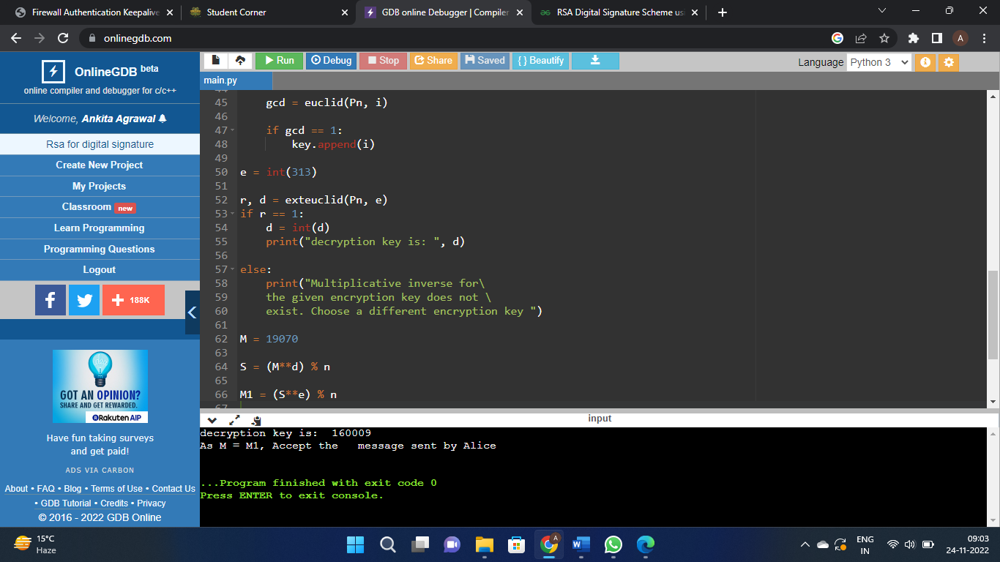 Firewall Authentication Keepalive
Student Corner
GDB online Debugger | Compiler
RSA Digital Signature Scheme us
onlinegdb.com
A
OnlineGDB beta
online compiler and debugger for c/c++
Welcome, Ankita Agrawal
Rsa for digital signature
Create New Project
My Projects
Classroom new
Learn Programming
Programming Questions
Logout
188K
GOT AN OPINION?
SHARE AND GET REWARDED.
Rakuten AIP
Have fun taking surveys
and get paid!
ADS VIA CARBON
About • FAQ • Blog • Terms of Use • Contact Us
• GDB Tutorial • Credits • Privacy
© 2016 - 2022 GDB Online
Run Debug Stop Share Saved { } Beautify
Language Python 3
main.py
44
45 gcd = euclid(Pn, i)
46
47 if gcd == 1:
48 key.append(i)
49
50 e = int(313)
51
52 r, d = exteuclid(Pn, e)
53 if r == 1:
54 d = int(d)
55 print("decryption key is: ", d)
56
57 else:
58 print("Multiplicative inverse for\
59 the given encryption key does not \
60 exist. Choose a different encryption key ")
61
62 M = 19070
63
64 S = (M**d) % n
65
66 M1 = (S**e) % n
67
input
decryption key is:  160009
As M = M1, Accept the   message sent by Alice
...Program finished with exit code 0
Press ENTER to exit console.
15°C
Haze
A
ENG
IN
09:03
24-11-2022